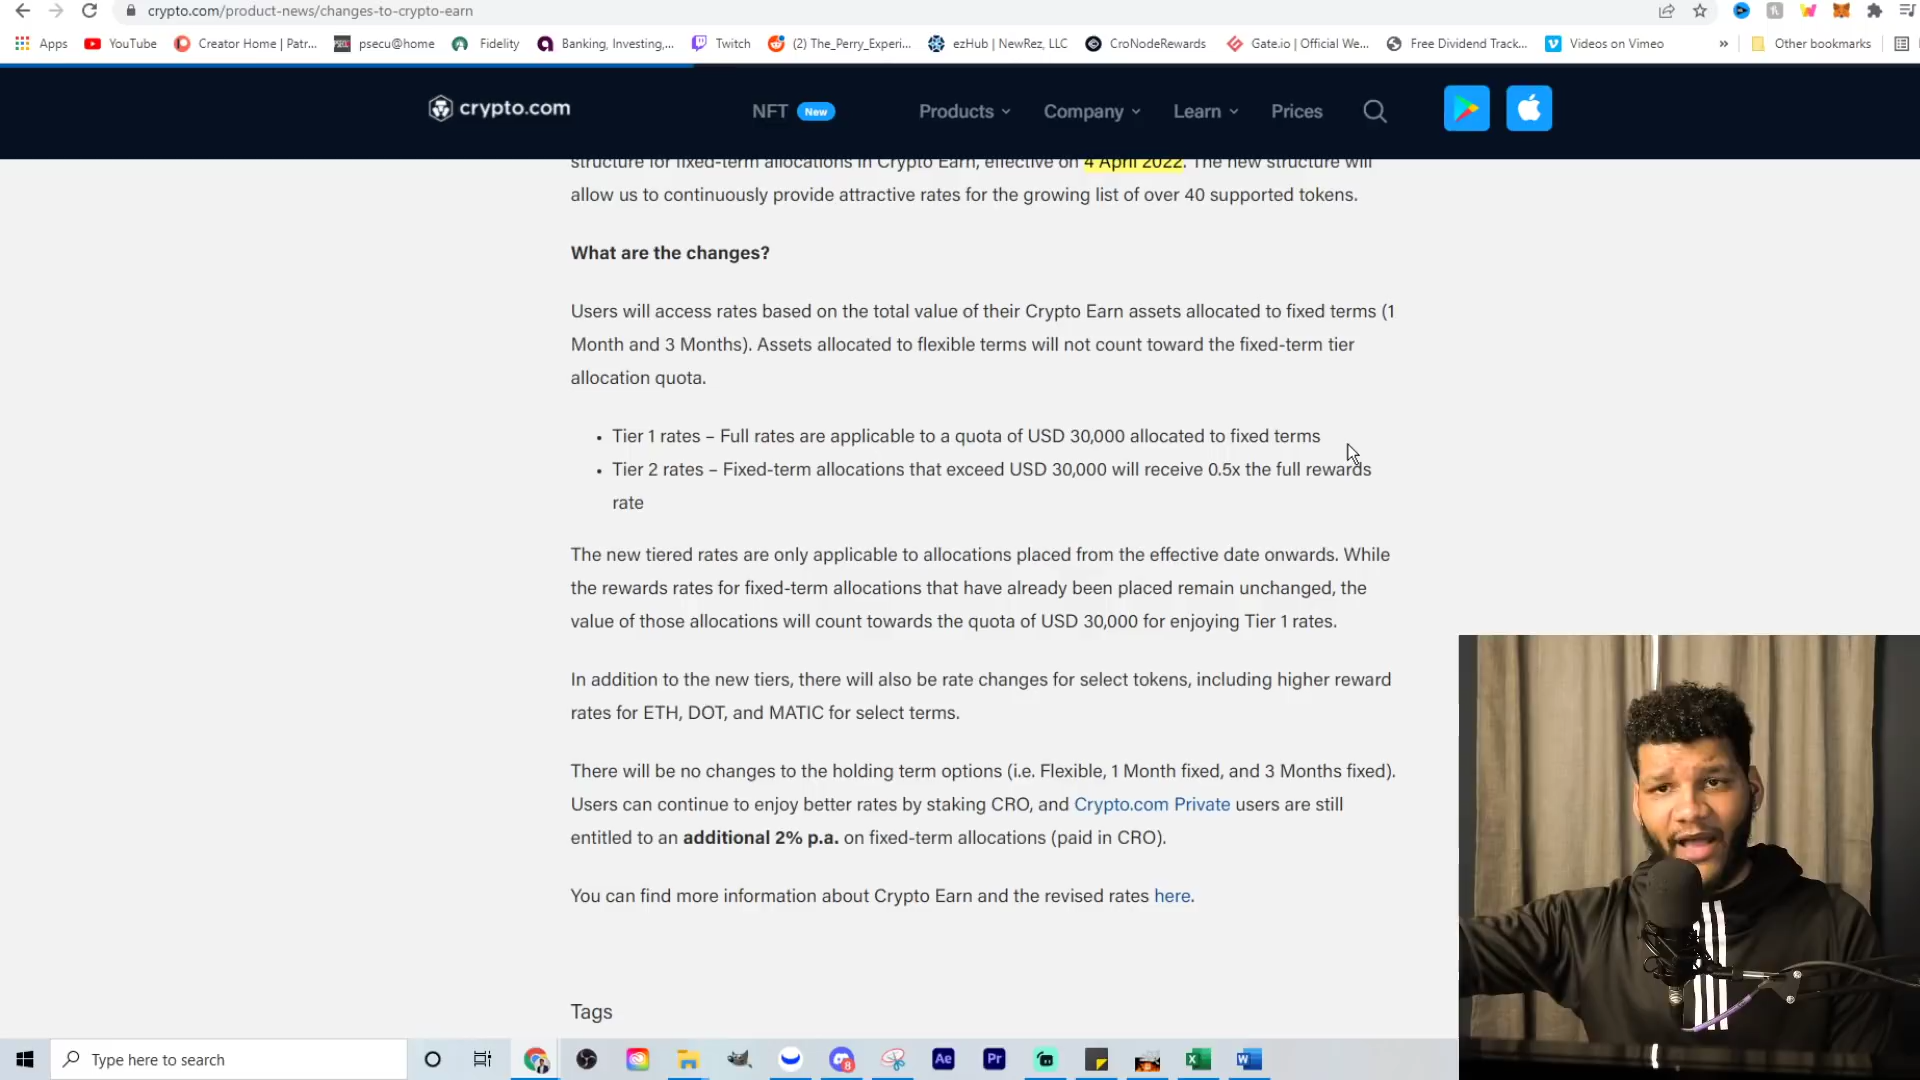 crypto.com/product-news/changes-to-crypto-earn
Apps YouTube Creator Home | Patr... psecu@home Fidelity Banking, Investing,... Twitch (2) The_Perry_Experi... ezHub | NewRez, LLC CroNodeRewards Gate.io | Official We... Free Dividend Track... Videos on Vimeo » Other bookmarks
crypto.com NFT New Products Company Learn Prices
structure for fixed-term allocations in Crypto Earn, effective on 4 April 2022. The new structure will
allow us to continuously provide attractive rates for the growing list of over 40 supported tokens.
What are the changes?
Users will access rates based on the total value of their Crypto Earn assets allocated to fixed terms (1
Month and 3 Months). Assets allocated to flexible terms will not count toward the fixed-term tier
allocation quota.
• Tier 1 rates – Full rates are applicable to a quota of USD 30,000 allocated to fixed terms
• Tier 2 rates – Fixed-term allocations that exceed USD 30,000 will receive 0.5x the full rewards
rate
The new tiered rates are only applicable to allocations placed from the effective date onwards. While
the rewards rates for fixed-term allocations that have already been placed remain unchanged, the
value of those allocations will count towards the quota of USD 30,000 for enjoying Tier 1 rates.
In addition to the new tiers, there will also be rate changes for select tokens, including higher reward
rates for ETH, DOT, and MATIC for select terms.
There will be no changes to the holding term options (i.e. Flexible, 1 Month fixed, and 3 Months fixed).
Users can continue to enjoy better rates by staking CRO, and Crypto.com Private users are still
entitled to an additional 2% p.a. on fixed-term allocations (paid in CRO).
You can find more information about Crypto Earn and the revised rates here.
Tags
Type here to search Ae Pr